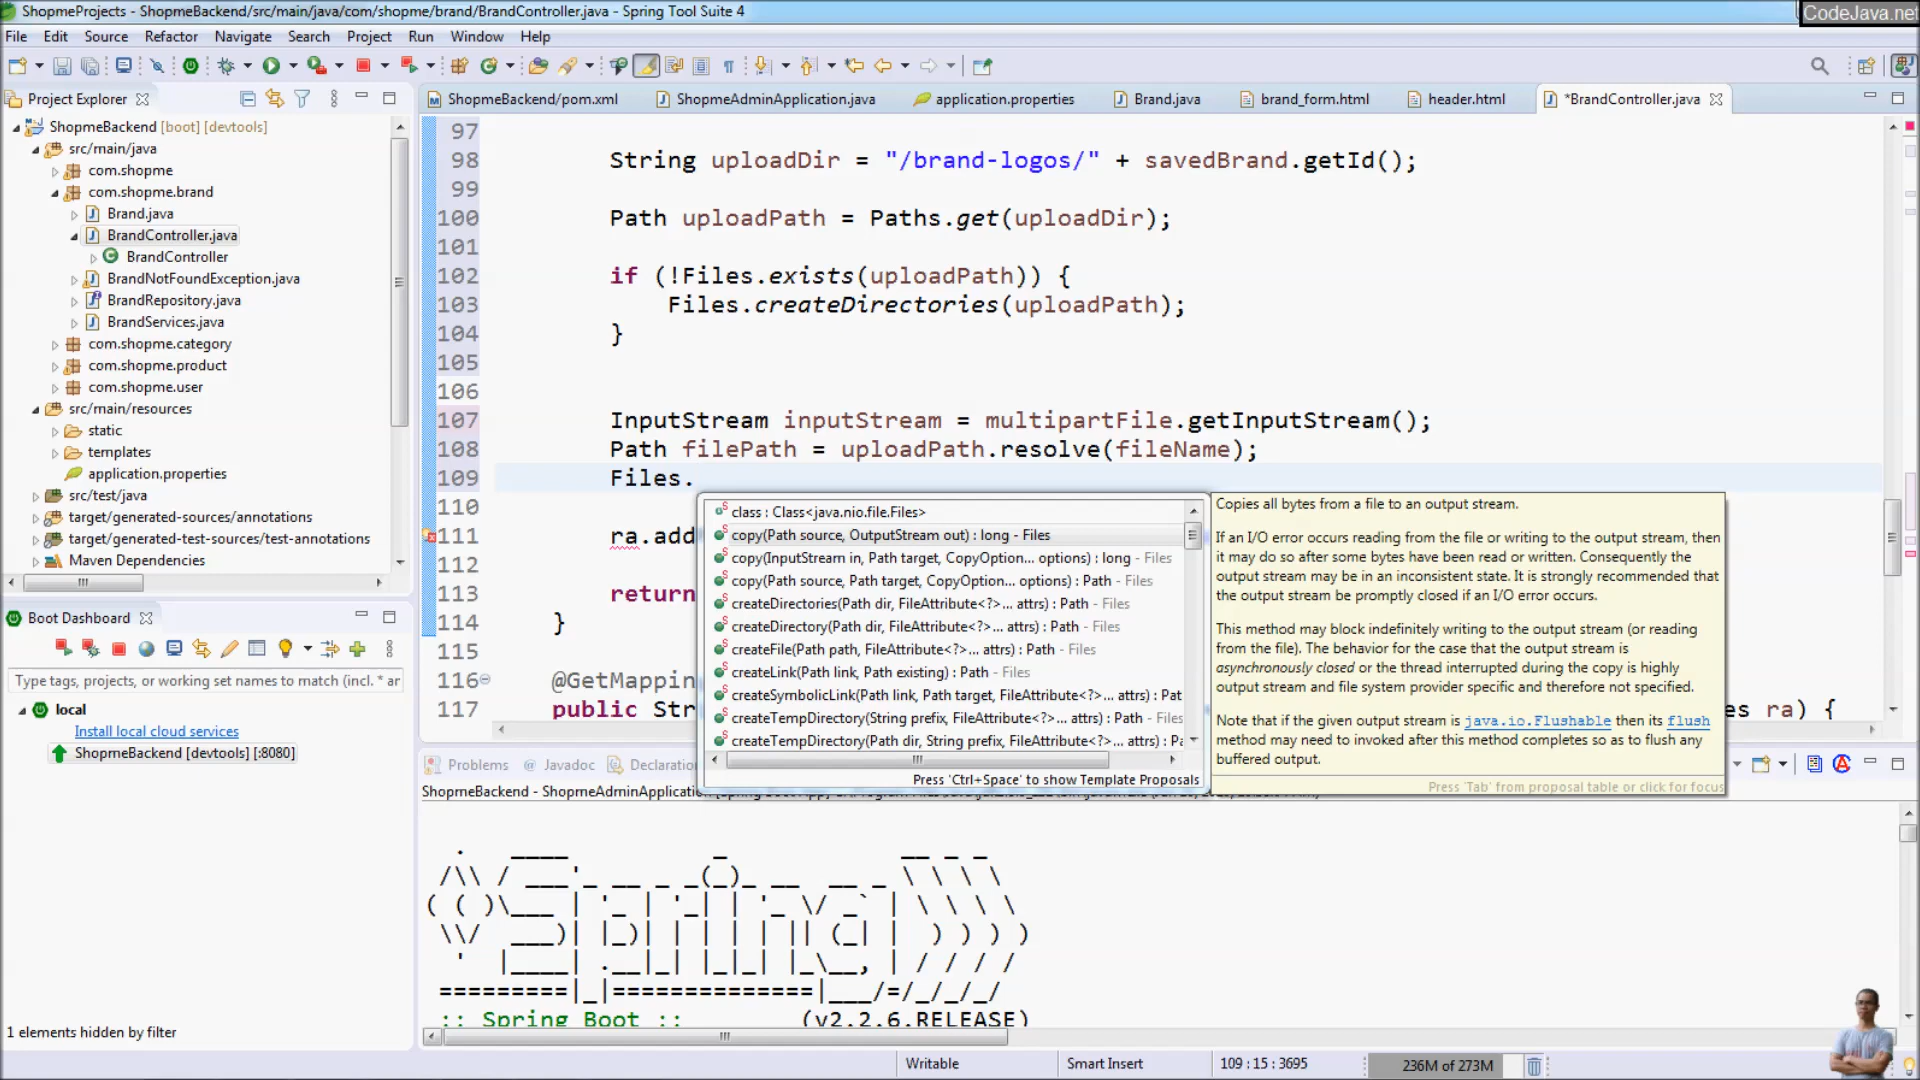 ShopmeProjects - ShopmeBackend/src/main/java/com/shopme/brand/BrandController.java - Spring Tool Suite 4
CodeJava.net
File Edit Source Refactor Navigate Search Project Run Window Help
Project Explorer
ShopmeBackend/pom.xml ShopmeAdminApplication.java application.properties Brand.java brand_form.html header.html *BrandController.java
ShopmeBackend [boot] [devtools]
src/main/java
com.shopme
com.shopme.brand
Brand.java
BrandController.java
BrandController
BrandNotFoundException.java
BrandRepository.java
BrandServices.java
com.shopme.category
com.shopme.product
com.shopme.user
src/main/resources
static
templates
application.properties
src/test/java
target/generated-sources/annotations
target/generated-test-sources/test-annotations
Maven Dependencies
97
98 String uploadDir = "/brand-logos/" + savedBrand.getId();
99
100 Path uploadPath = Paths.get(uploadDir);
101
102 if (!Files.exists(uploadPath)) {
103 Files.createDirectories(uploadPath);
104 }
105
106
107 InputStream inputStream = multipartFile.getInputStream();
108 Path filePath = uploadPath.resolve(fileName);
109 Files.
110
111 ra.add
112
113 return
114 }
115
116 @GetMappin
117 public Str es ra) {
class : Class<java.nio.file.Files>
copy(Path source, OutputStream out) : long - Files
copy(InputStream in, Path target, CopyOption... options) : long - Files
copy(Path source, Path target, CopyOption... options) : Path - Files
createDirectories(Path dir, FileAttribute<?>... attrs) : Path - Files
createDirectory(Path dir, FileAttribute<?>... attrs) : Path - Files
createFile(Path path, FileAttribute<?>... attrs) : Path - Files
createLink(Path link, Path existing) : Path - Files
createSymbolicLink(Path link, Path target, FileAttribute<?>... attrs) : Pat
createTempDirectory(String prefix, FileAttribute<?>... attrs) : Path - Files
createTempDirectory(Path dir, String prefix, FileAttribute<?>... attrs) : Pa
Press 'Ctrl+Space' to show Template Proposals
Copies all bytes from a file to an output stream.
If an I/O error occurs reading from the file or writing to the output stream, then
it may do so after some bytes have been read or written. Consequently the
output stream may be in an inconsistent state. It is strongly recommended that
the output stream be promptly closed if an I/O error occurs.
This method may block indefinitely writing to the output stream (or reading
from the file). The behavior for the case that the output stream is
asynchronously closed or the thread interrupted during the copy is highly
output stream and file system provider specific and therefore not specified.
Note that if the given output stream is java.io.Flushable then its flush
method may need to invoked after this method completes so as to flush any
buffered output.
Press 'Tab' from proposal table or click for focus
Boot Dashboard
Type tags, projects, or working set names to match (incl. * ar
local
Install local cloud services
ShopmeBackend [devtools] [:8080]
1 elements hidden by filter
Problems Javadoc Declaratio
ShopmeBackend - ShopmeAdminApplication
:: Spring Boot :: (v2.2.6.RELEASE)
Writable Smart Insert 109 : 15 : 3695 236M of 273M